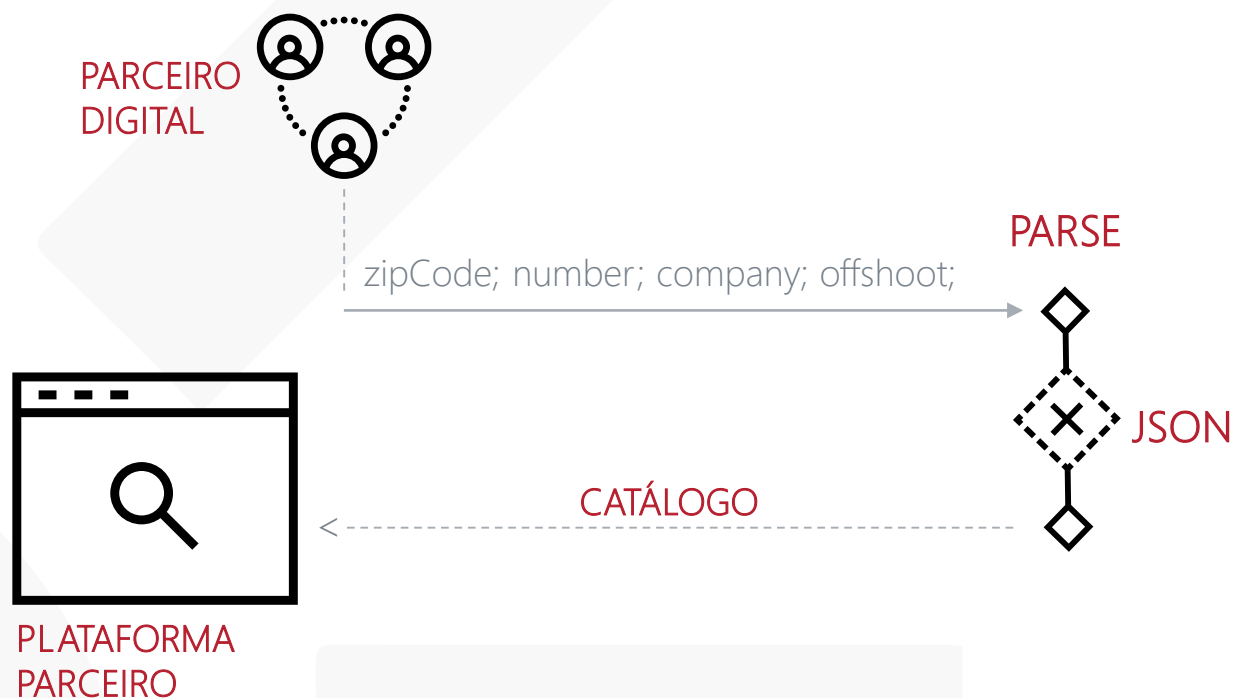 PARCEIRO
DIGITAL
PARSE
zipCode; number; company; offshoot;
JSON
CATÁLOGO
PLATAFORMA
PARCEIRO